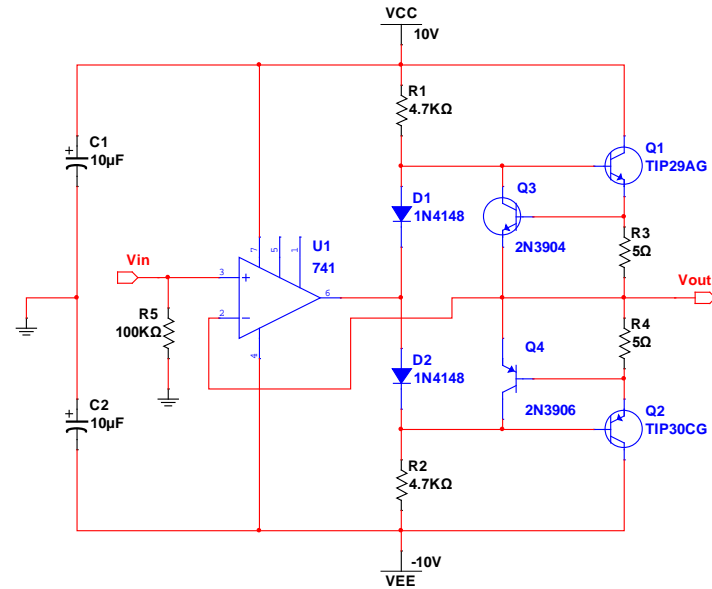 VCC
10V
R1
4.7KΩ
C1
+
10µF
Q1
TIP29AG
D1
1N4148
Q3
2N3904
R3
5Ω
U1
741
7
5
1
Vin
3
+
2
−
6
4
R5
100KΩ
Vout
R4
5Ω
D2
1N4148
Q4
2N3906
C2
+
10µF
Q2
TIP30CG
R2
4.7KΩ
-10V
VEE